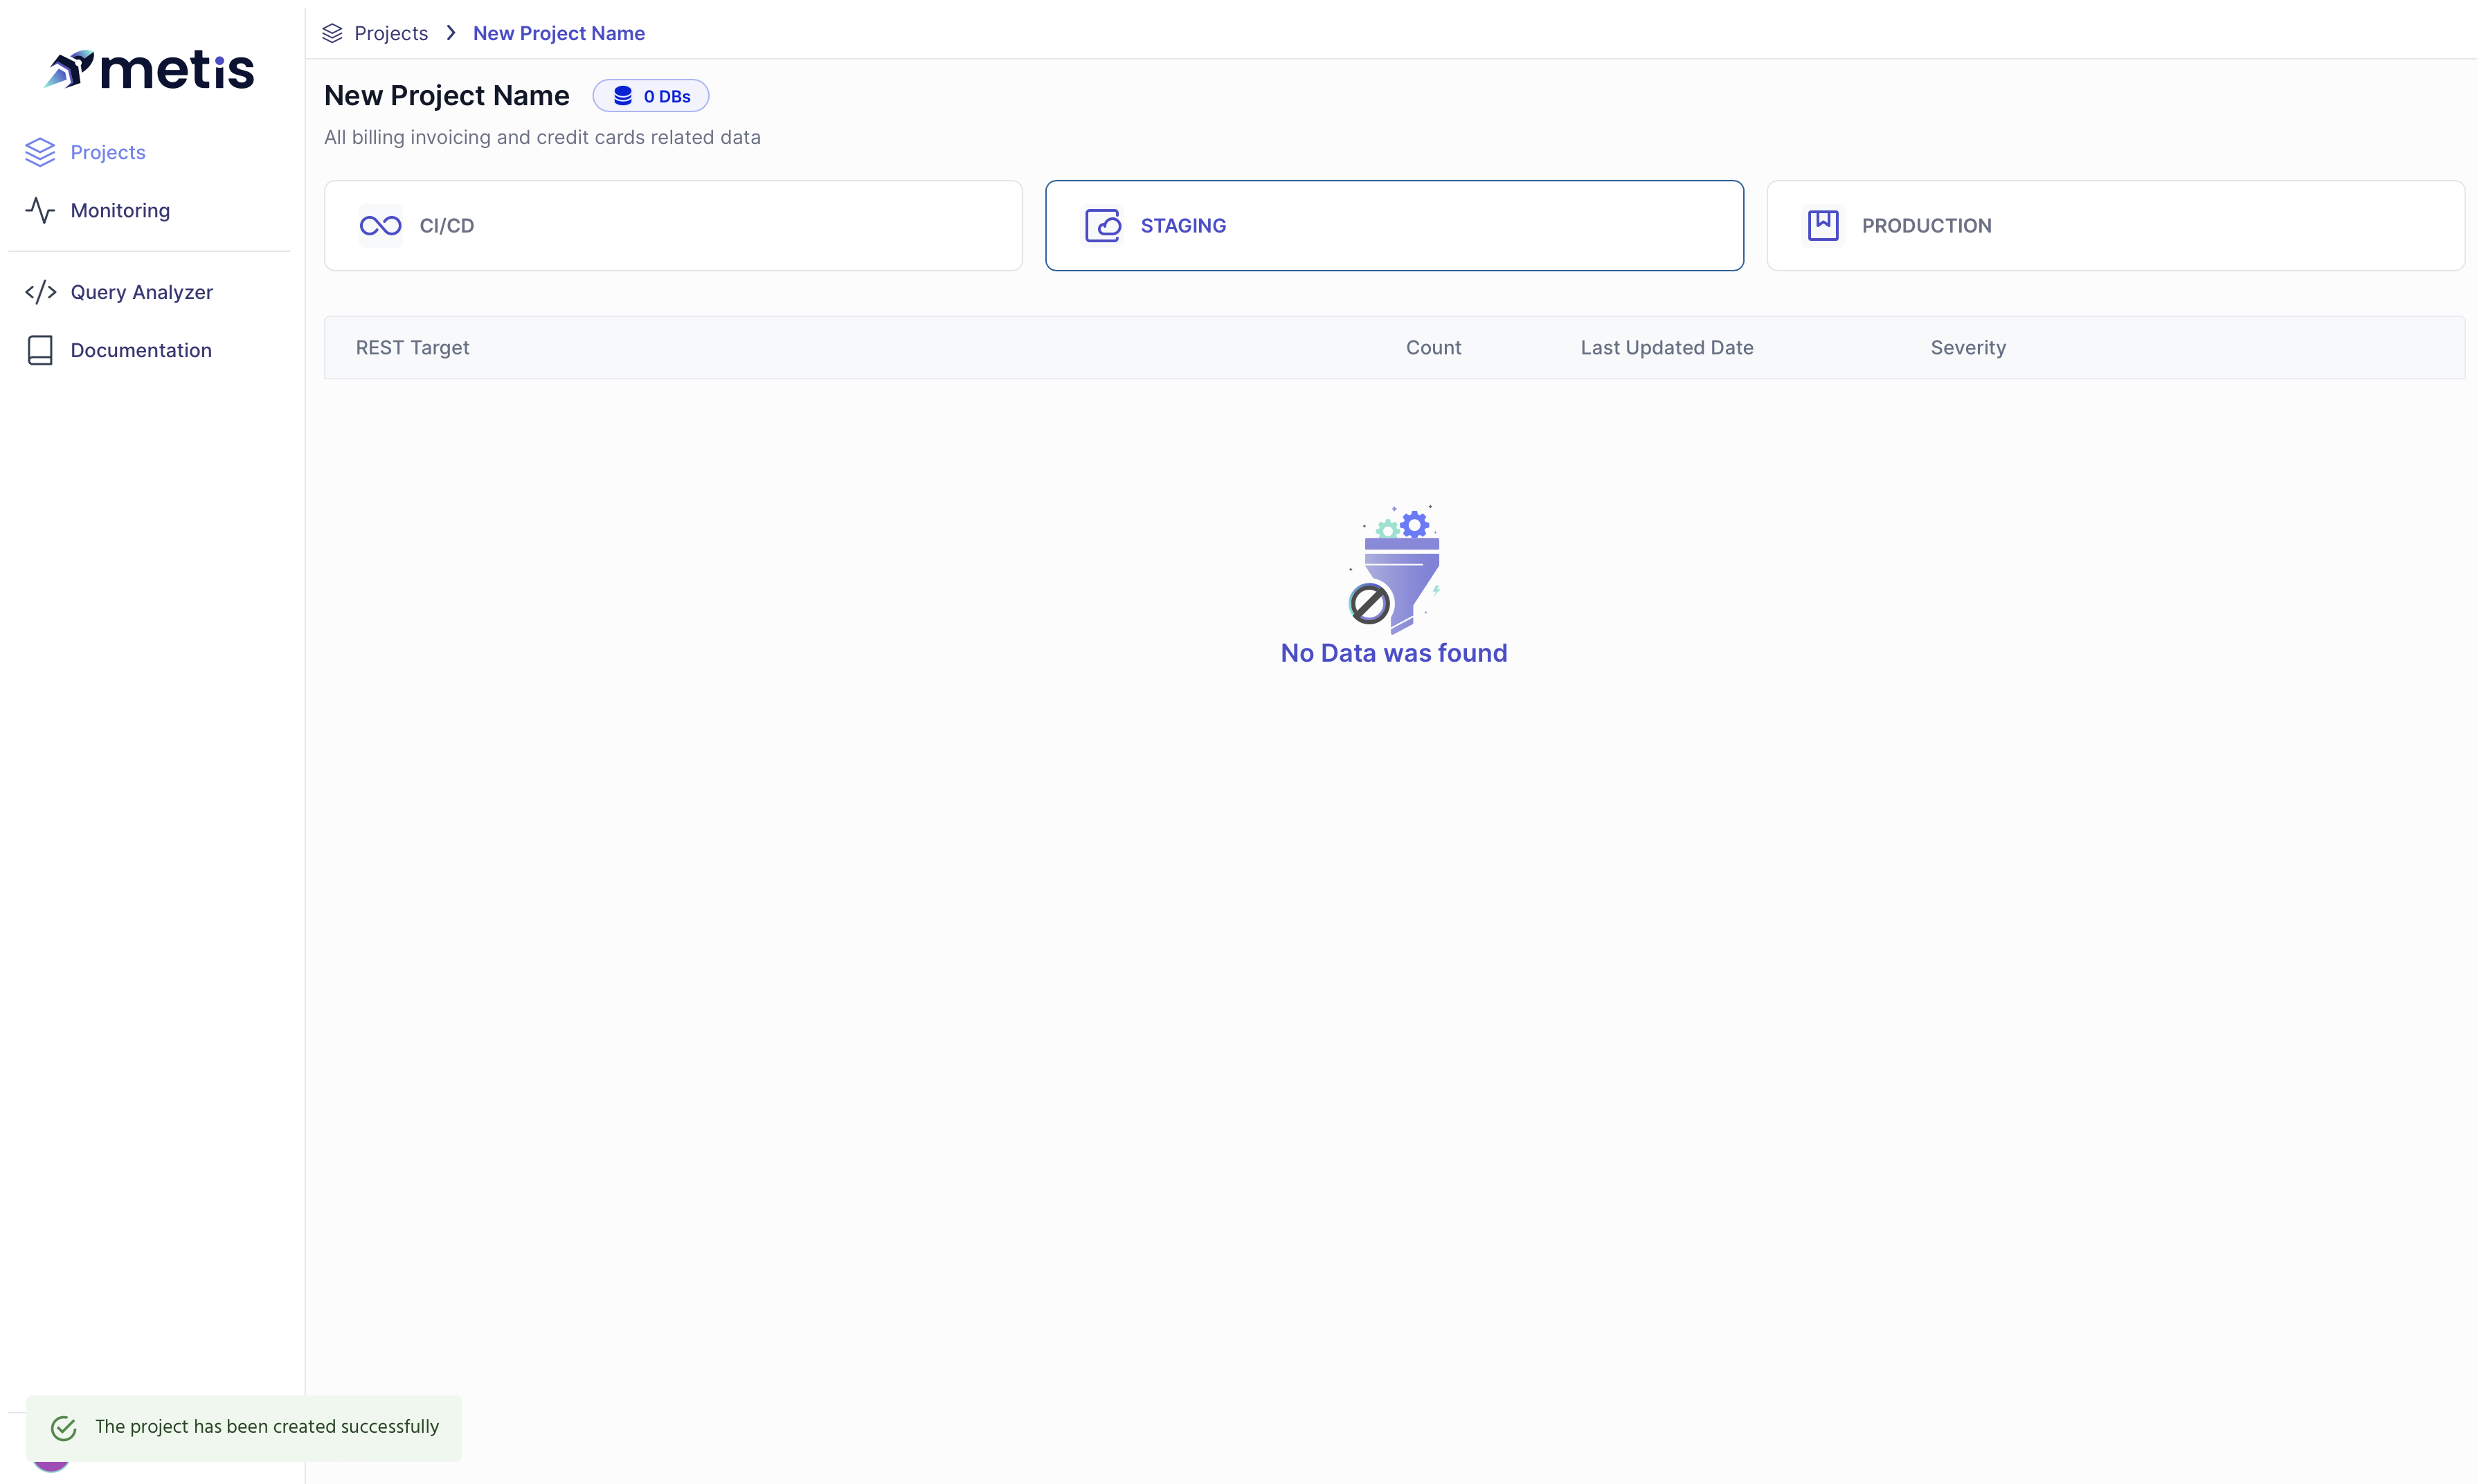 metis
Projects
Monitoring
Query Analyzer
Documentation
Projects New Project Name
New Project Name 0 DBs
All billing invoicing and credit cards related data
CI/CD
STAGING
PRODUCTION
REST Target Count Last Updated Date Severity
No Data was found
The project has been created successfully